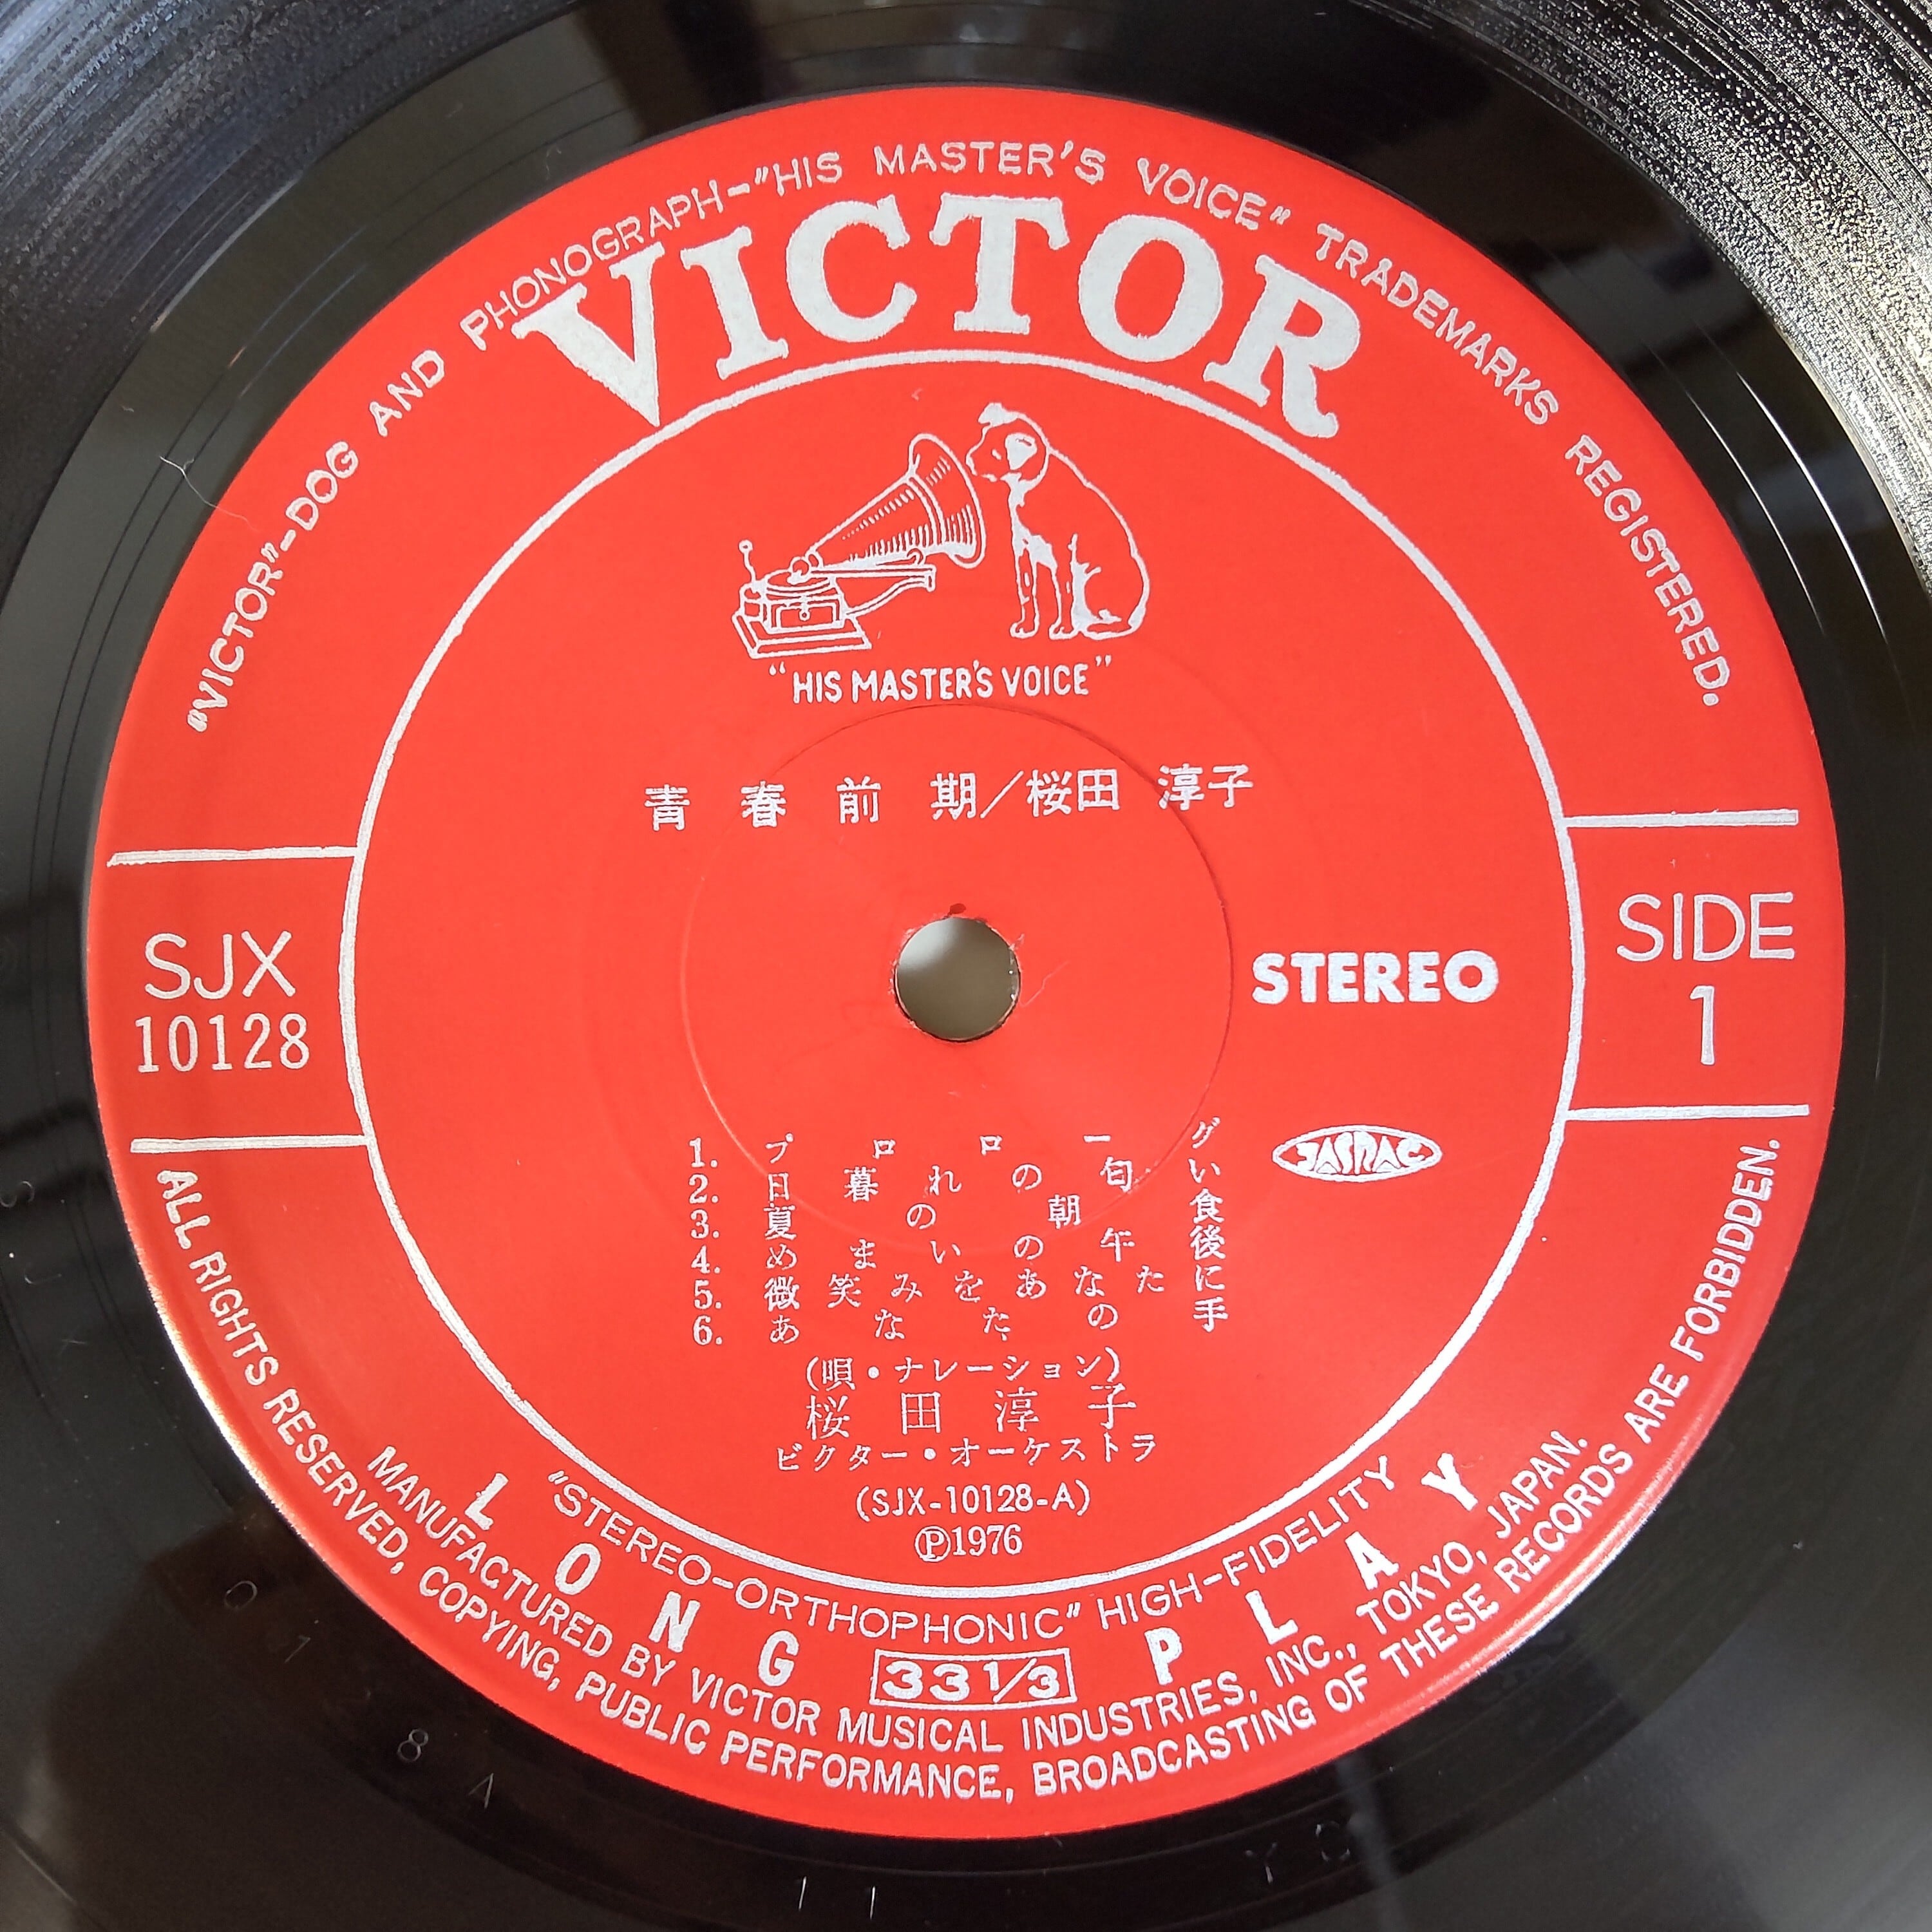 "VICTOR"-DOG AND PHONOGRAPH-"HIS MASTER'S VOICE" TRADEMARKS REGISTERED.
VICTOR
"HIS MASTER'S VOICE"
青春前期/桜田淳子
SJX
10128
STEREO
SIDE
1
JASRAC
1. プロローグ
2. 日暮れの匂い
3. 夏の朝食
4. めまいの午後
5. 微笑みをあなたに
6. あなたの手
(唄・ナレーション)
桜田淳子
ビクター・オーケストラ
(SJX-10128-A)
Ⓟ1976
"STEREO-ORTHOPHONIC" HIGH-FIDELITY
LONG 33 1/3 PLAY
MANUFACTURED BY VICTOR MUSICAL INDUSTRIES, INC., TOKYO, JAPAN.
ALL RIGHTS RESERVED, COPYING, PUBLIC PERFORMANCE, BROADCASTING OF THESE RECORDS ARE FORBIDDEN.